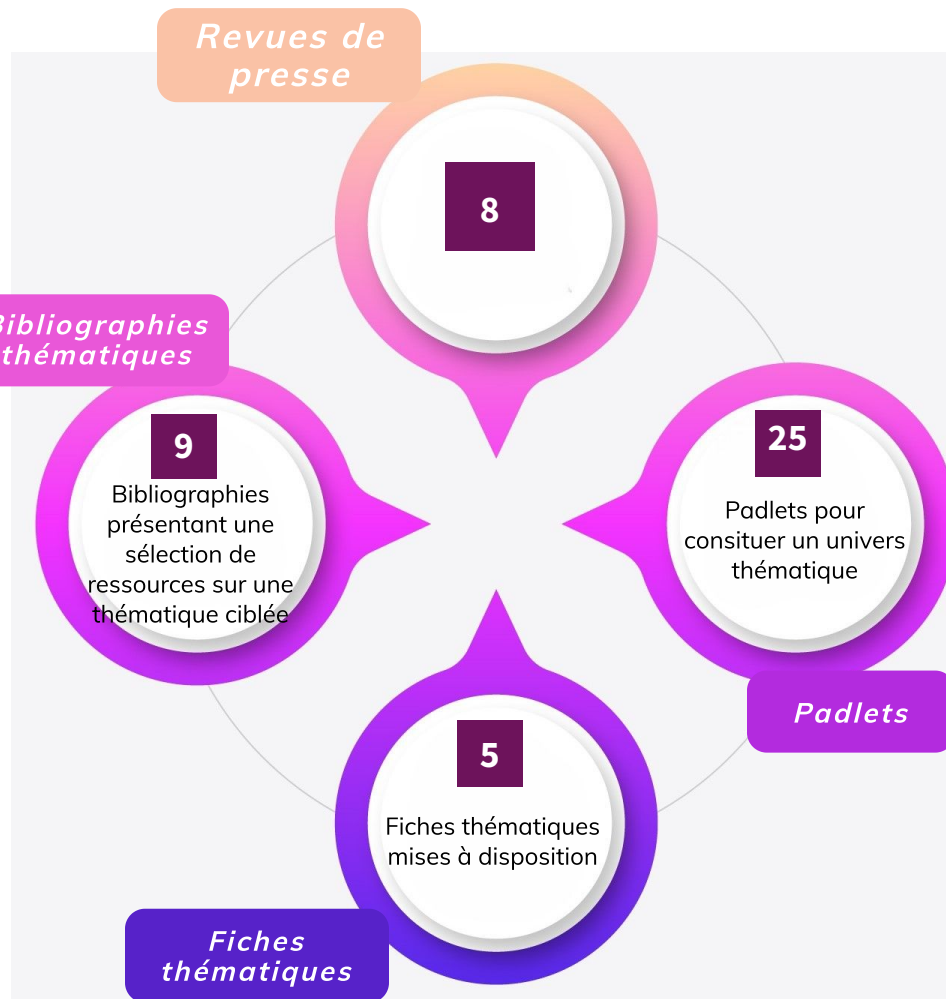 Revues de
presse
8
Bibliographies
thématiques
9
Bibliographies
présentant une
sélection de
ressources sur une
thématique ciblée
25
Padlets pour
consituer un univers
thématique
Padlets
5
Fiches thématiques
mises à disposition
Fiches
thématiques